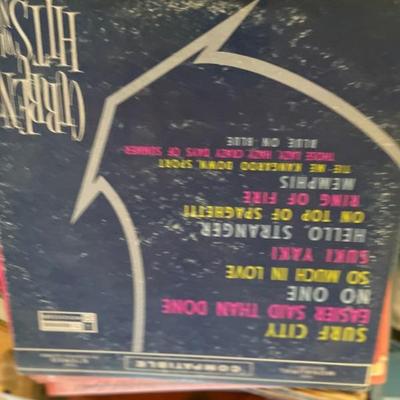 COMPATIBLE
SURF CITY
EASIER SAID THAN DONE
NO ONE
SO MUCH IN LOVE
SUKI YAKI
HELLO, STRANGER
ON TOP OF SPAGHETTI
RING OF FIRE
MEMPHIS
TIE ME KANGAROO DOWN, SPORT
THOSE LAZY HAZY CRAZY DAYS OF SUMMER
BLUE ON BLUE
HITS